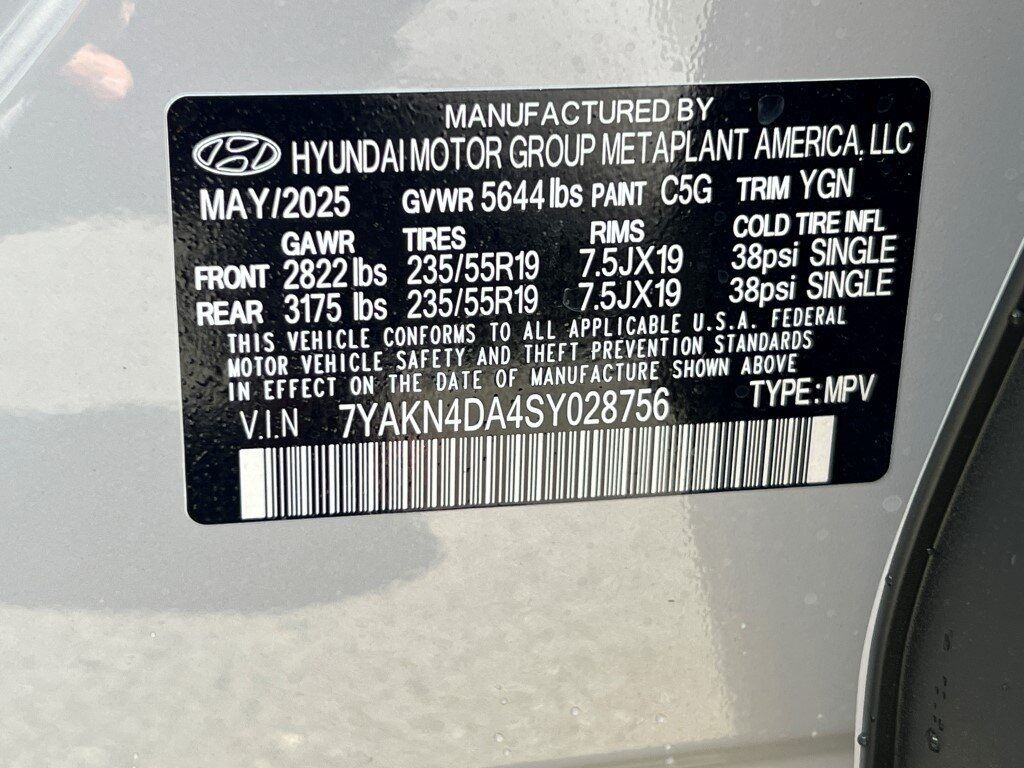 MANUFACTURED BY
HYUNDAI MOTOR GROUP METAPLANT AMERICA, LLC
MAY/2025 GVWR 5644 lbs PAINT C5G TRIM YGN
GAWR TIRES RIMS COLD TIRE INFL
FRONT 2822 lbs 235/55R19 7.5JX19 38psi SINGLE
REAR 3175 lbs 235/55R19 7.5JX19 38psi SINGLE
THIS VEHICLE CONFORMS TO ALL APPLICABLE U.S.A. FEDERAL
MOTOR VEHICLE SAFETY AND THEFT PREVENTION STANDARDS
IN EFFECT ON THE DATE OF MANUFACTURE SHOWN ABOVE
V.I.N 7YAKN4DA4SY028756 TYPE: MPV